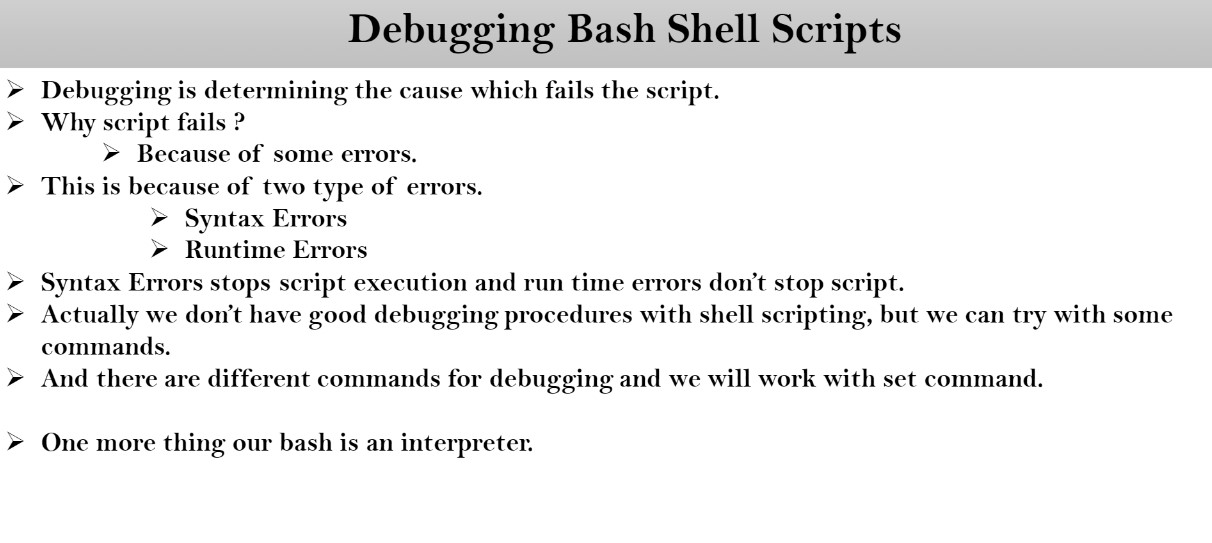 Debugging Bash Shell Scripts
Debugging is determining the cause which fails the script.
Why script fails ?
Because of some errors.
This is because of two type of errors.
Syntax Errors
Runtime Errors
Syntax Errors stops script execution and run time errors don’t stop script.
Actually we don’t have good debugging procedures with shell scripting, but we can try with some
commands.
And there are different commands for debugging and we will work with set command.
One more thing our bash is an interpreter.